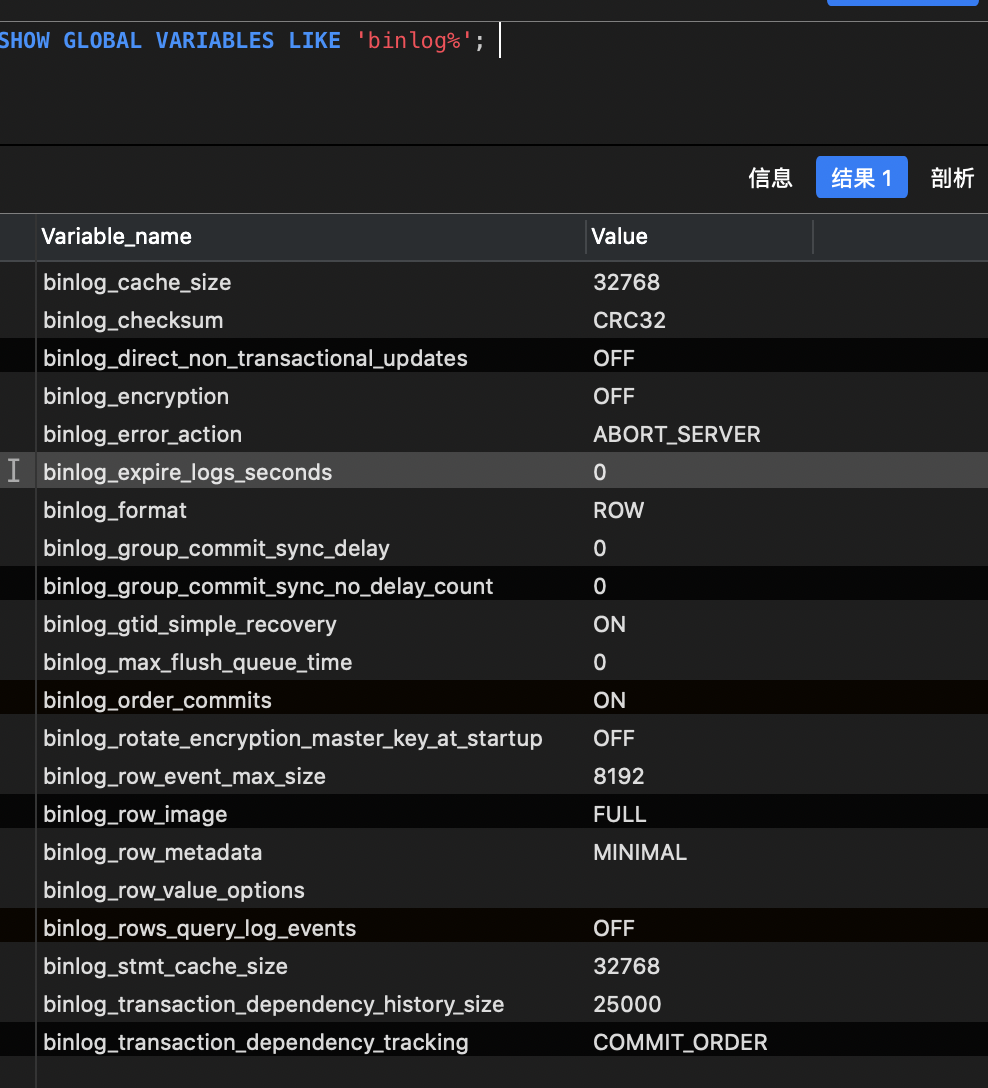 SHOW GLOBAL VARIABLES LIKE 'binlog%';
信息 结果 1 剖析
Variable_name Value
binlog_cache_size 32768
binlog_checksum CRC32
binlog_direct_non_transactional_updates OFF
binlog_encryption OFF
binlog_error_action ABORT_SERVER
binlog_expire_logs_seconds 0
binlog_format ROW
binlog_group_commit_sync_delay 0
binlog_group_commit_sync_no_delay_count 0
binlog_gtid_simple_recovery ON
binlog_max_flush_queue_time 0
binlog_order_commits ON
binlog_rotate_encryption_master_key_at_startup OFF
binlog_row_event_max_size 8192
binlog_row_image FULL
binlog_row_metadata MINIMAL
binlog_row_value_options
binlog_rows_query_log_events OFF
binlog_stmt_cache_size 32768
binlog_transaction_dependency_history_size 25000
binlog_transaction_dependency_tracking COMMIT_ORDER